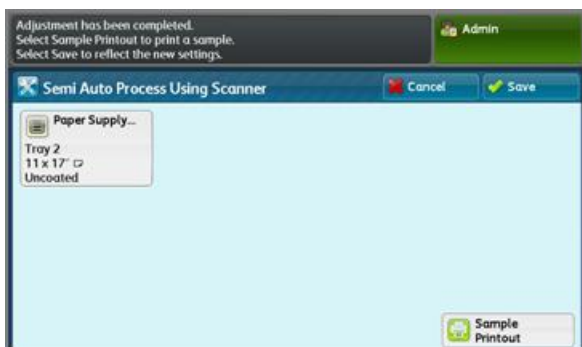 Adjustment has been completed.
Select Sample Printout to print a sample.
Select Save to reflect the new settings.
Admin
Semi Auto Process Using Scanner
Cancel
Save
Paper Supply...
Tray 2
11 x 17"
Uncoated
Sample
Printout